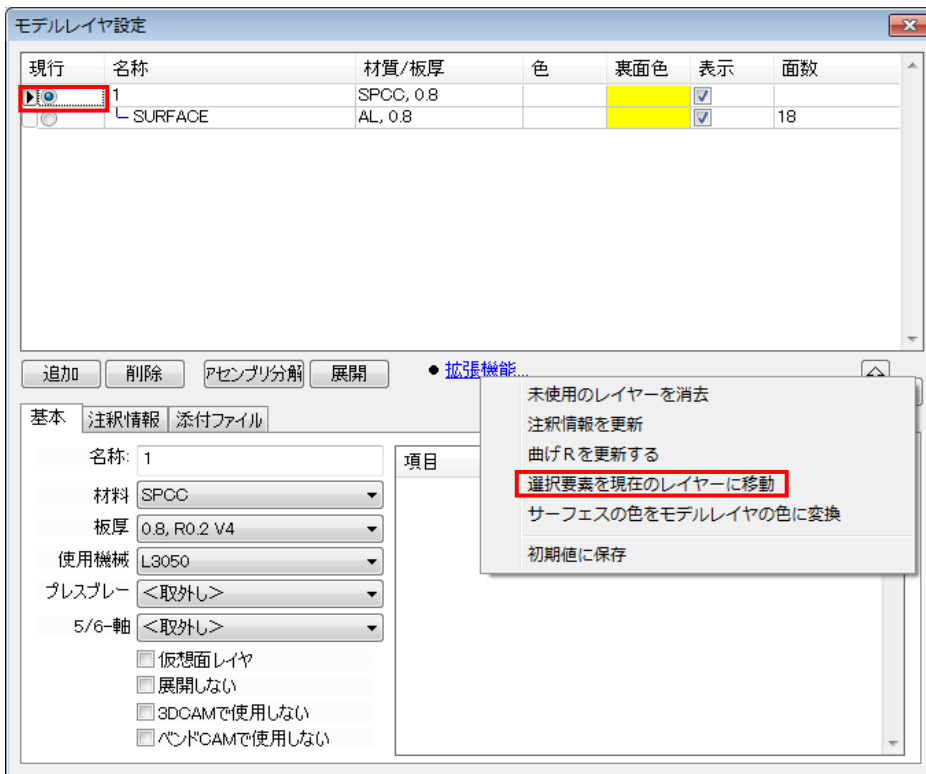 モデルレイヤ設定
現行 名称 材質/板厚 色 裏面色 表示 面数
1 SPCC, 0.8
SURFACE AL, 0.8 18
追加 削除 アセンブリ分解 展開 ● 拡張機能...
未使用のレイヤーを消去
注釈情報を更新
曲げRを更新する
選択要素を現在のレイヤーに移動
サーフェスの色をモデルレイヤの色に変換
初期値に保存
基本 注釈情報 添付ファイル
名称: 1
項目
材料 SPCC
板厚 0.8, R0.2 V4
使用機械 L3050
プレスブレー <取外し>
5/6-軸 <取外し>
仮想面レイヤ
展開しない
3DCAMで使用しない
ベンドCAMで使用しない